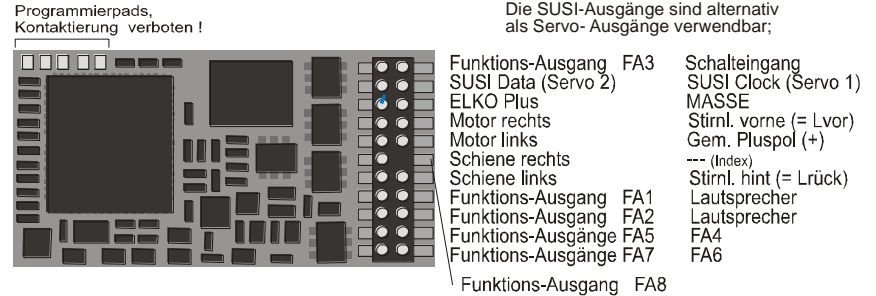 Programmierpads,
Kontaktierung verboten !
Die SUSI-Ausgänge sind alternativ
als Servo- Ausgänge verwendbar;
Funktions-Ausgang FA3 Schalteingang
SUSI Data (Servo 2) SUSI Clock (Servo 1)
ELKO Plus MASSE
Motor rechts Stirnl. vorne (= Lvor)
Motor links Gem. Pluspol (+)
Schiene rechts --- (Index)
Schiene links Stirnl. hint (= Lrück)
Funktions-Ausgang FA1 Lautsprecher
Funktions-Ausgang FA2 Lautsprecher
Funktions-Ausgänge FA5 FA4
Funktions-Ausgänge FA7 FA6
Funktions-Ausgang FA8